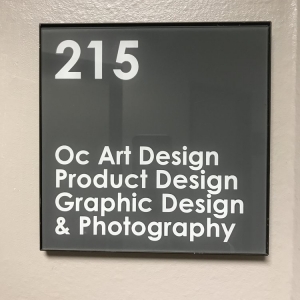 215
Oc Art Design
Product Design
Graphic Design
& Photography